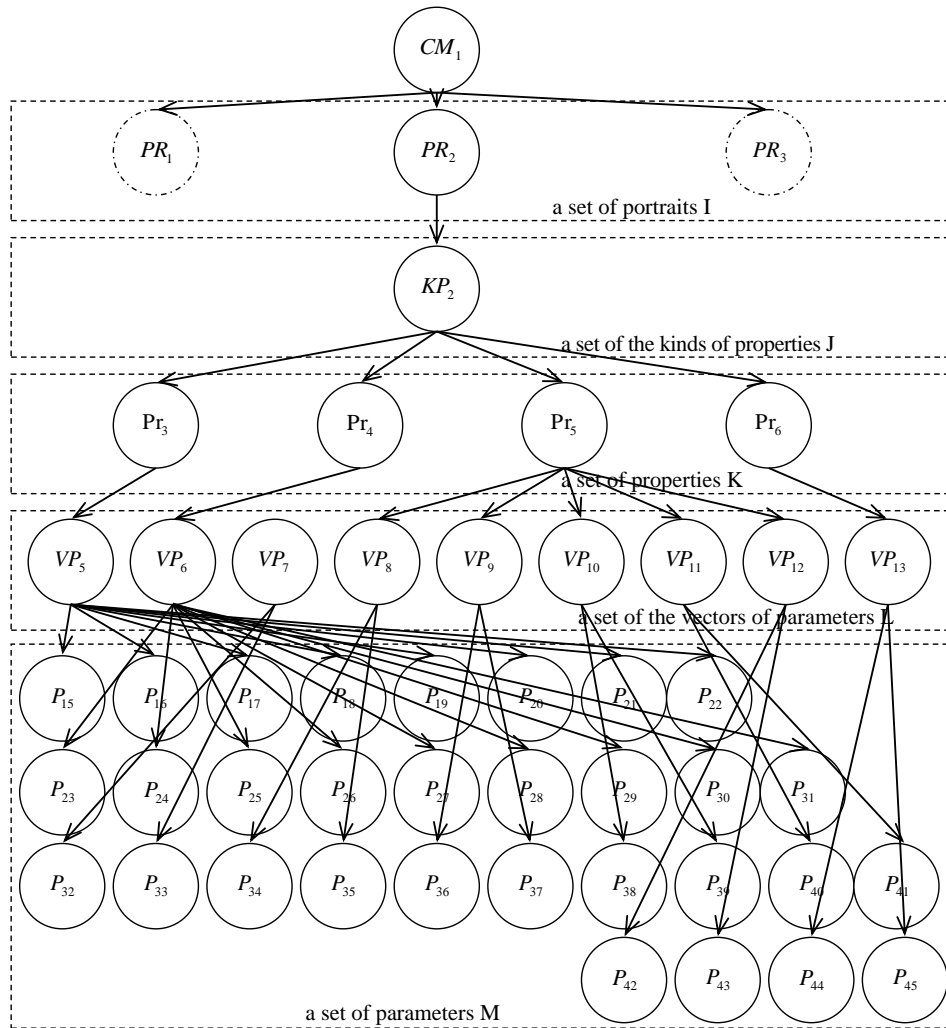 CM₁
PR₁ PR₂ PR₃
a set of portraits I
KP₂
a set of the kinds of properties J
Pr₃ Pr₄ Pr₅ Pr₆
a set of properties K
VP₅ VP₆ VP₇ VP₈ VP₉ VP₁₀ VP₁₁ VP₁₂ VP₁₃
a set of the vectors of parameters L
P₁₅ P₁₆ P₁₇ P₁₈ P₁₉ P₂₀ P₂₁ P₂₂
P₂₃ P₂₄ P₂₅ P₂₆ P₂₇ P₂₈ P₂₉ P₃₀ P₃₁
P₃₂ P₃₃ P₃₄ P₃₅ P₃₆ P₃₇ P₃₈ P₃₉ P₄₀ P₄₁
P₄₂ P₄₃ P₄₄ P₄₅
a set of parameters M